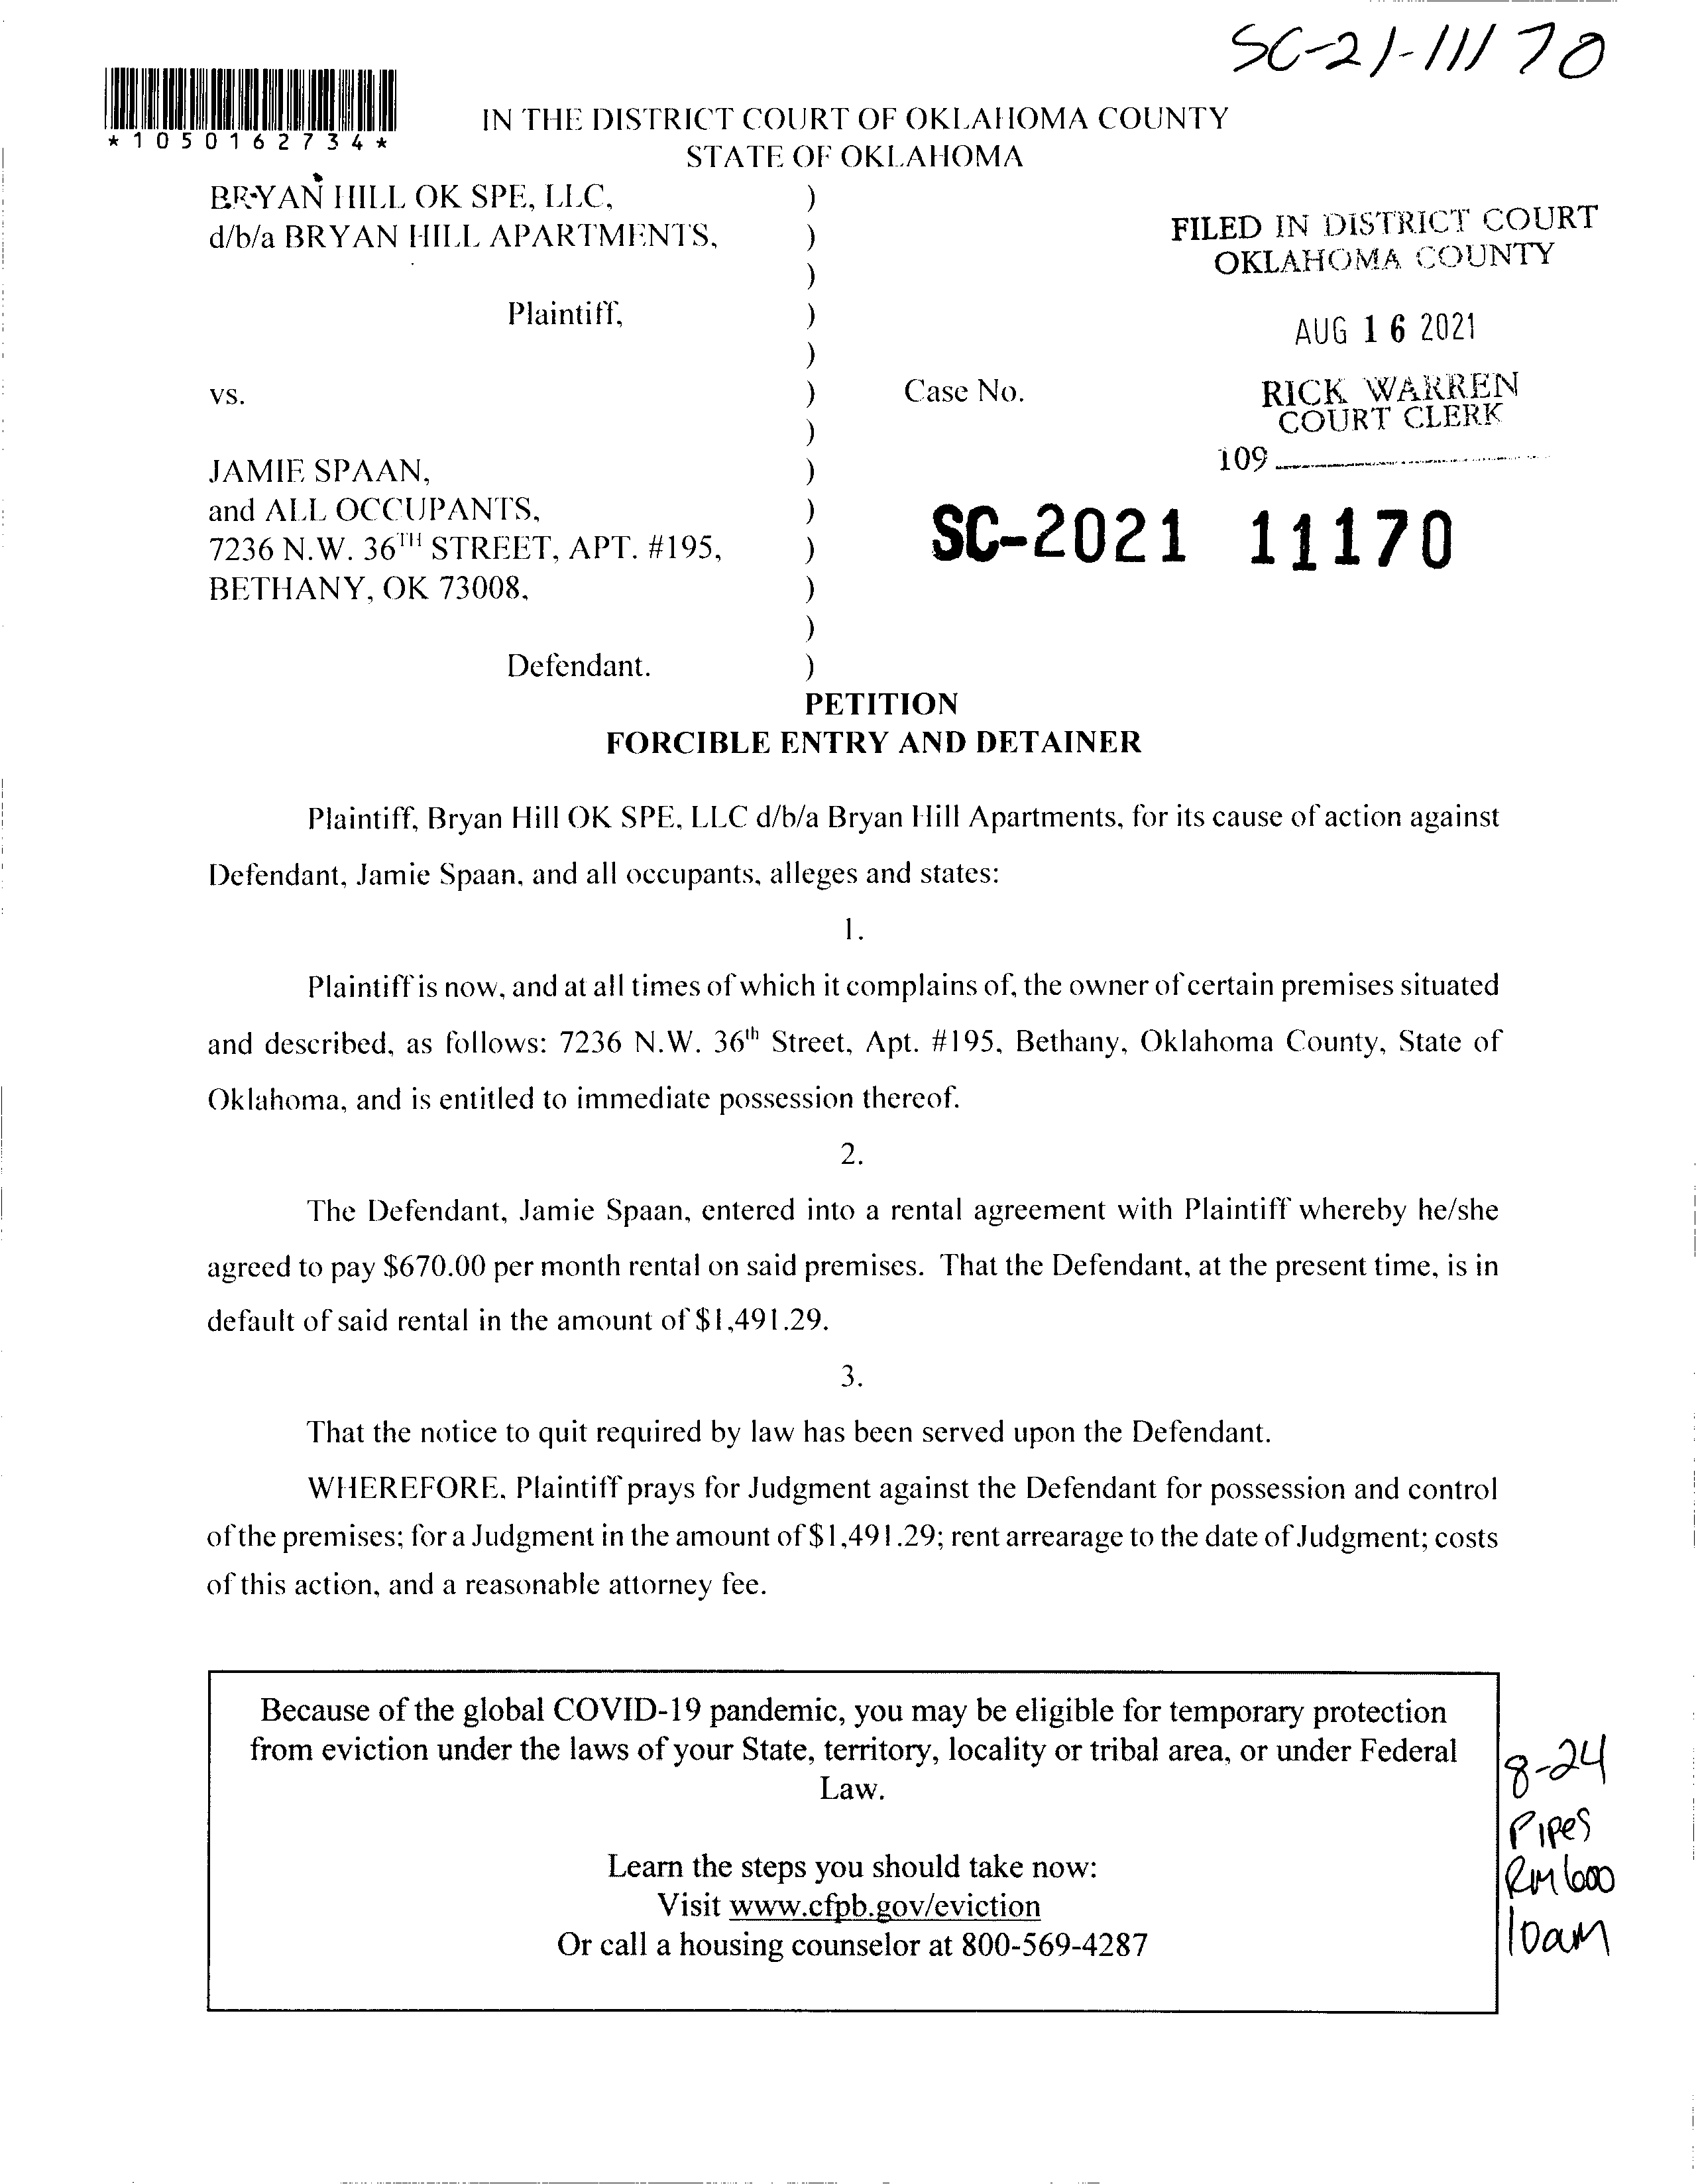 SC-21-11170
*1050162734*
IN THE DISTRICT COURT OF OKLAHOMA COUNTY
STATE OF OKLAHOMA
BRYAN HILL OK SPE, LLC, )
d/b/a BRYAN HILL APARTMENTS, )
)
Plaintiff, )
)
vs. ) Case No.
)
JAMIE SPAAN, )
and ALL OCCUPANTS, )
7236 N.W. 36TH STREET, APT. #195, )
BETHANY, OK 73008, )
)
Defendant. )
FILED IN DISTRICT COURT
OKLAHOMA COUNTY
AUG 16 2021
RICK WARREN
COURT CLERK
109
SC-2021 11170
PETITION
FORCIBLE ENTRY AND DETAINER
Plaintiff, Bryan Hill OK SPE, LLC d/b/a Bryan Hill Apartments, for its cause of action against
Defendant, Jamie Spaan, and all occupants, alleges and states:
1.
Plaintiff is now, and at all times of which it complains of, the owner of certain premises situated
and described, as follows: 7236 N.W. 36th Street, Apt. #195, Bethany, Oklahoma County, State of
Oklahoma, and is entitled to immediate possession thereof.
2.
The Defendant, Jamie Spaan, entered into a rental agreement with Plaintiff whereby he/she
agreed to pay $670.00 per month rental on said premises. That the Defendant, at the present time, is in
default of said rental in the amount of $1,491.29.
3.
That the notice to quit required by law has been served upon the Defendant.
WHEREFORE, Plaintiff prays for Judgment against the Defendant for possession and control
of the premises; for a Judgment in the amount of $1,491.29; rent arrearage to the date of Judgment; costs
of this action, and a reasonable attorney fee.
Because of the global COVID-19 pandemic, you may be eligible for temporary protection
from eviction under the laws of your State, territory, locality or tribal area, or under Federal
Law.
Learn the steps you should take now:
Visit www.cfpb.gov/eviction
Or call a housing counselor at 800-569-4287
8-24
Pipes
Rm 600
10am